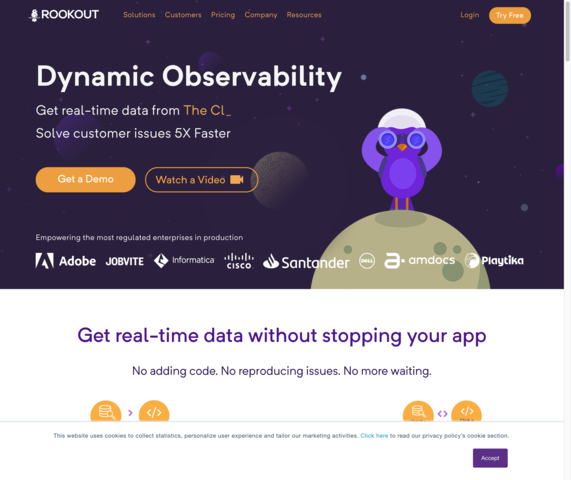 ROOKOUT
Solutions Customers Pricing Company Resources
Login Try Free
Dynamic Observability
Get real-time data from The Cl_
Solve customer issues 5X Faster
Get a Demo Watch a Video
Empowering the most regulated enterprises in production
Adobe JOBVITE Informatica CISCO Santander DELL amdocs Playtika
Get real-time data without stopping your app
No adding code. No reproducing issues. No more waiting.
This website uses cookies to collect statistics, personalize user experience and tailor our marketing activities. Click here to read our privacy policy's cookie section.
Accept